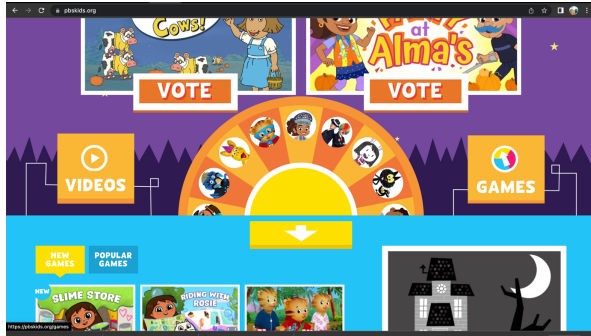 pbskids.org
Cows!
Party
at
Alma's
VOTE
VOTE
VIDEOS
GAMES
NEW
GAMES
POPULAR
GAMES
NEW
SLIME STORE
RIDING WITH
ROSIE
https://pbskids.org/games